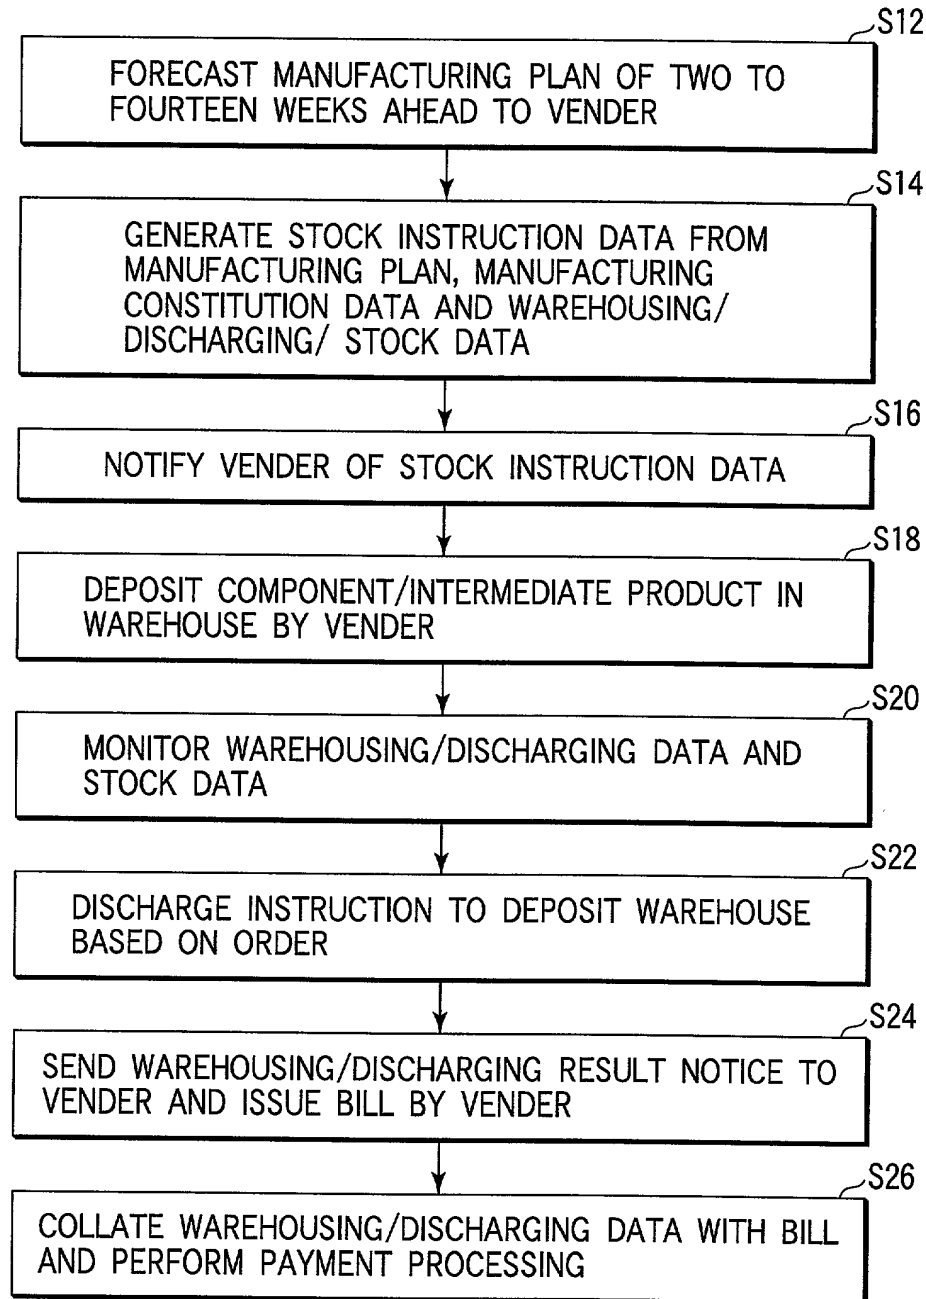 S12
FORECAST MANUFACTURING PLAN OF TWO TO
FOURTEEN WEEKS AHEAD TO VENDER
S14
GENERATE STOCK INSTRUCTION DATA FROM
MANUFACTURING PLAN, MANUFACTURING
CONSTITUTION DATA AND WAREHOUSING/
DISCHARGING/ STOCK DATA
S16
NOTIFY VENDER OF STOCK INSTRUCTION DATA
S18
DEPOSIT COMPONENT/INTERMEDIATE PRODUCT IN
WAREHOUSE BY VENDER
S20
MONITOR WAREHOUSING/DISCHARGING DATA AND
STOCK DATA
S22
DISCHARGE INSTRUCTION TO DEPOSIT WAREHOUSE
BASED ON ORDER
S24
SEND WAREHOUSING/DISCHARGING RESULT NOTICE TO
VENDER AND ISSUE BILL BY VENDER
S26
COLLATE WAREHOUSING/DISCHARGING DATA WITH BILL
AND PERFORM PAYMENT PROCESSING